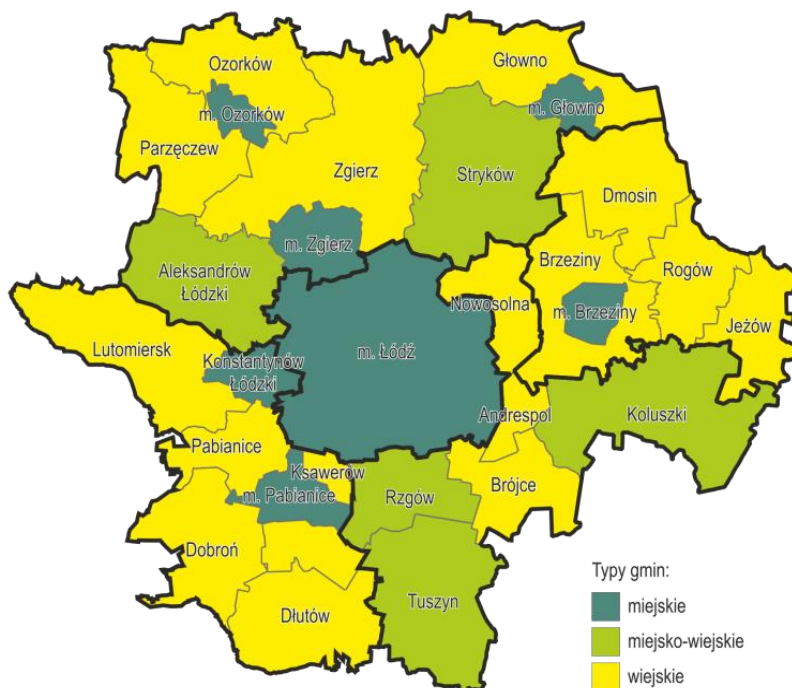 Ozorków
Głowno
m. Ozorków
m. Głowno
Parzęczew
Zgierz
Stryków
Dmosin
m. Zgierz
Brzeziny
Rogów
Aleksandrów
Łódzki
Nowosolna
m. Brzeziny
Jeżów
Lutomiersk
Konstantynów
Łódzki
m. Łódź
Andrespol
Koluszki
Pabianice
Ksawerów
m. Pabianice
Rzgów
Brójce
Dobroń
Tuszyn
Dłutów
Typy gmin:
miejskie
miejsko-wiejskie
wiejskie